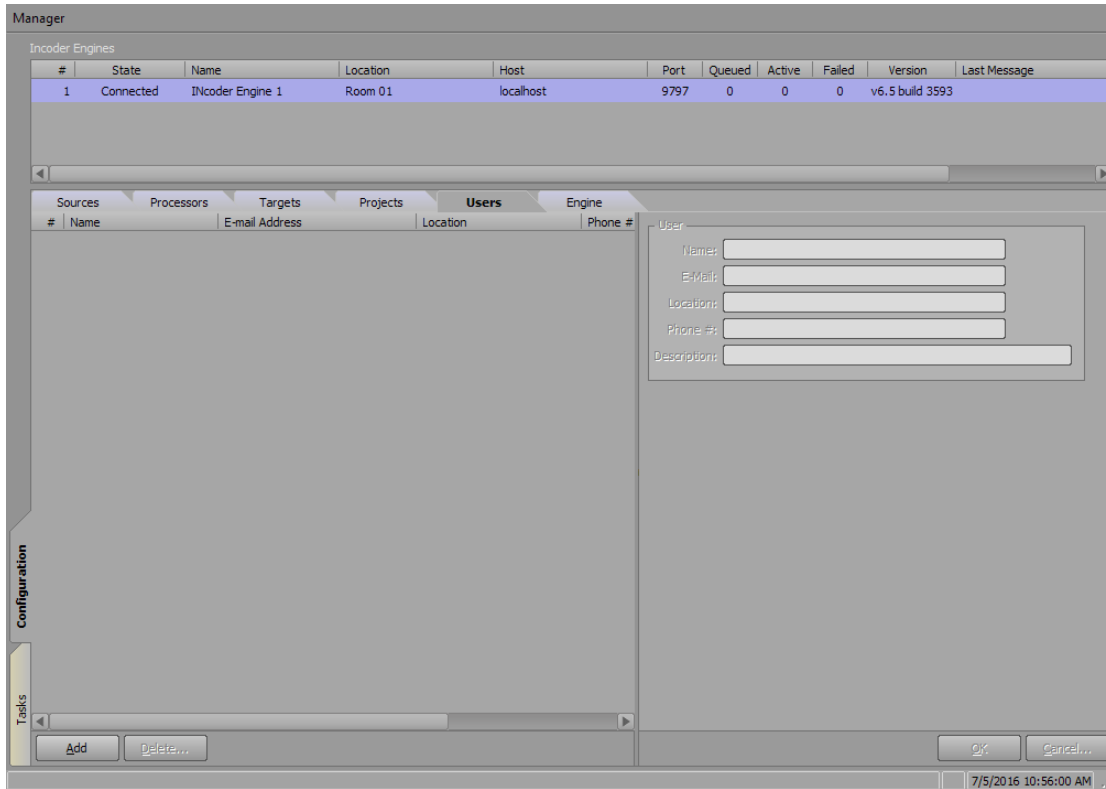 Manager
Incoder Engines
# State Name Location Host Port Queued Active Failed Version Last Message
1 Connected INcoder Engine 1 Room 01 localhost 9797 0 0 0 v6.5 build 3593
Sources Processors Targets Projects Users Engine
# Name E-mail Address Location Phone #
User
Name:
E-Mail:
Location:
Phone #:
Description:
Configuration
Tasks
Add Delete... OK Cancel...
7/5/2016 10:56:00 AM